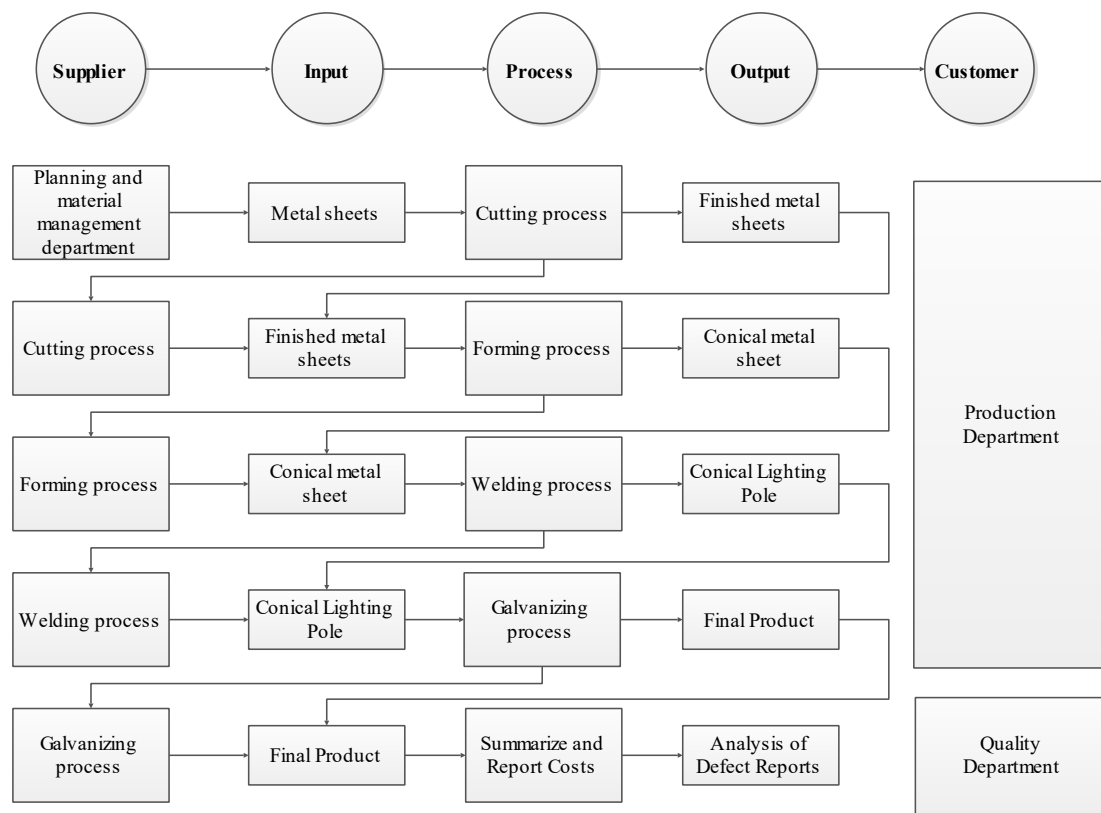 Supplier
Input
Process
Output
Customer
Planning and
material
management
department
Metal sheets
Cutting process
Finished metal
sheets
Cutting process
Finished metal
sheets
Forming process
Conical metal
sheet
Production
Department
Forming process
Conical metal
sheet
Welding process
Conical Lighting
Pole
Welding process
Conical Lighting
Pole
Galvanizing
process
Final Product
Galvanizing
process
Final Product
Summarize and
Report Costs
Analysis of
Defect Reports
Quality
Department